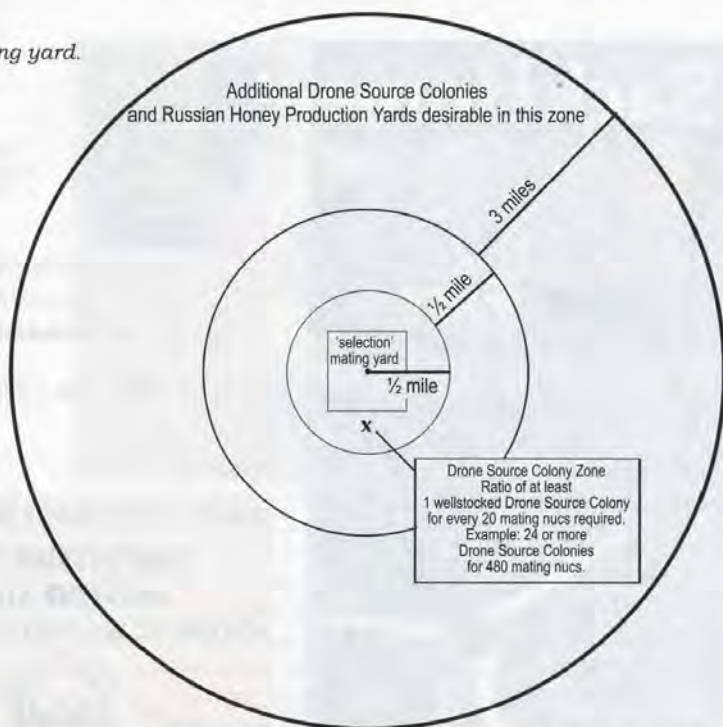 ng yard.
Additional Drone Source Colonies
and Russian Honey Production Yards desirable in this zone
3 miles
½ mile
'selection'
mating yard
½ mile
x
Drone Source Colony Zone
Ratio of at least
1 wellstocked Drone Source Colony
for every 20 mating nucs required.
Example: 24 or more
Drone Source Colonies
for 480 mating nucs.